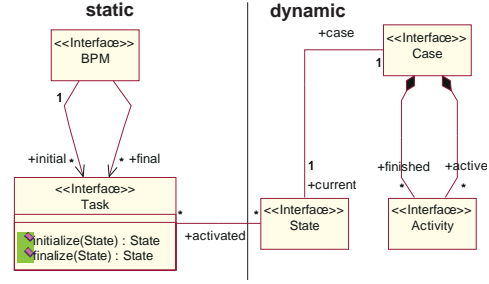 static
dynamic
<<Interface>>
BPM
<<Interface>>
Case
+case
1
1
+initial
*
*
+final
1
+current
+finished
*
+active
*
<<Interface>>
Task
initialize(State) : State
finalize(State) : State
*
*
+activated
<<Interface>>
State
<<Interface>>
Activity